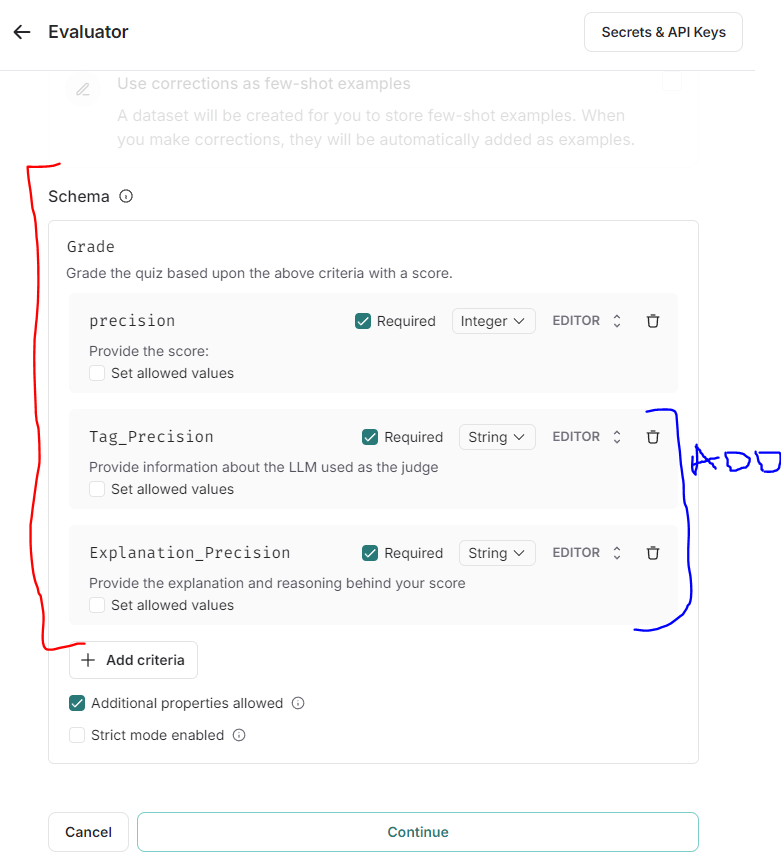 Evaluator
Secrets & API Keys
Use corrections as few-shot examples
A dataset will be created for you to store few-shot examples. When
you make corrections, they will be automatically added as examples.
Schema
Grade
Grade the quiz based upon the above criteria with a score.
precision
Required
Integer
EDITOR
Provide the score:
Set allowed values
Tag_Precision
Required
String
EDITOR
ADD
Provide information about the LLM used as the judge
Set allowed values
Explanation_Precision
Required
String
EDITOR
Provide the explanation and reasoning behind your score
Set allowed values
Add criteria
Additional properties allowed
Strict mode enabled
Cancel
Continue